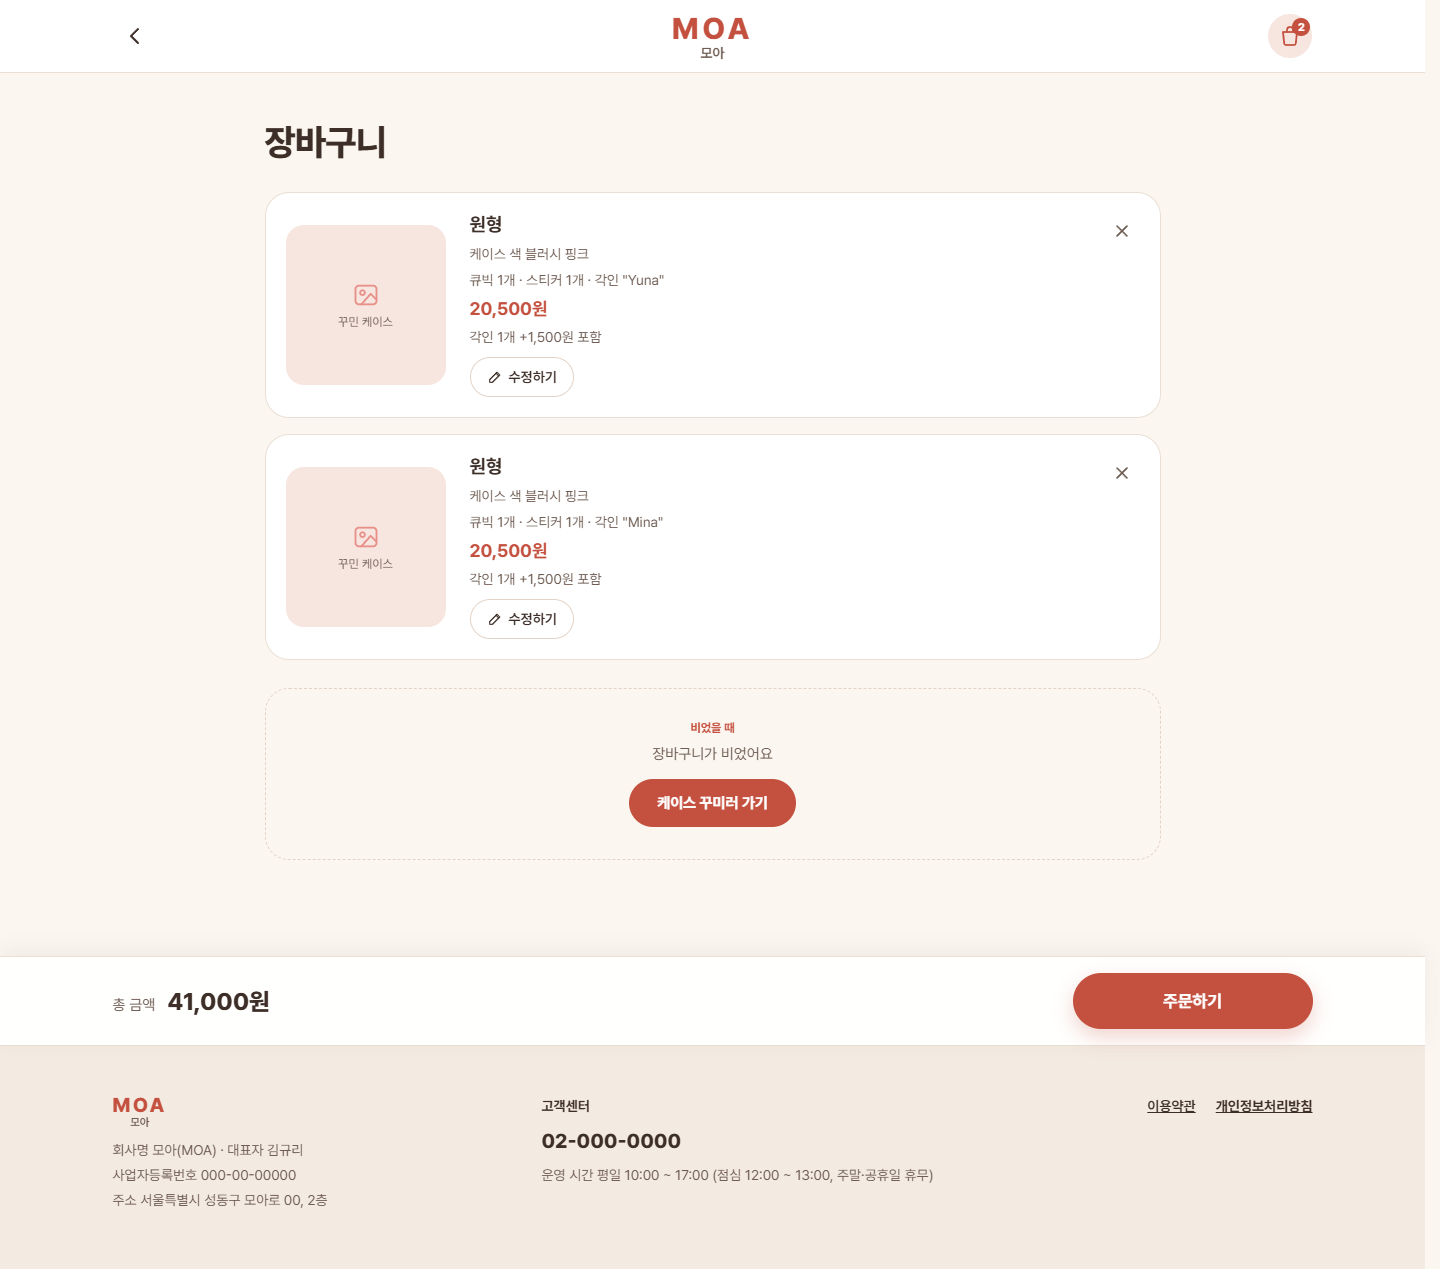 MOA
모아
2
장바구니
원형
케이스 색 블러시 핑크
큐빅 1개 · 스티커 1개 · 각인 "Yuna"
20,500원
각인 1개 +1,500원 포함
수정하기
꾸민 케이스
원형
케이스 색 블러시 핑크
큐빅 1개 · 스티커 1개 · 각인 "Mina"
20,500원
각인 1개 +1,500원 포함
수정하기
꾸민 케이스
비었을 때
장바구니가 비었어요
케이스 꾸미러 가기
총 금액 41,000원
주문하기
MOA
모아
회사명 모아(MOA) · 대표자 김규리
사업자등록번호 000-00-00000
주소 서울특별시 성동구 모아로 00, 2층
고객센터
02-000-0000
운영 시간 평일 10:00 ~ 17:00 (점심 12:00 ~ 13:00, 주말·공휴일 휴무)
이용약관 개인정보처리방침